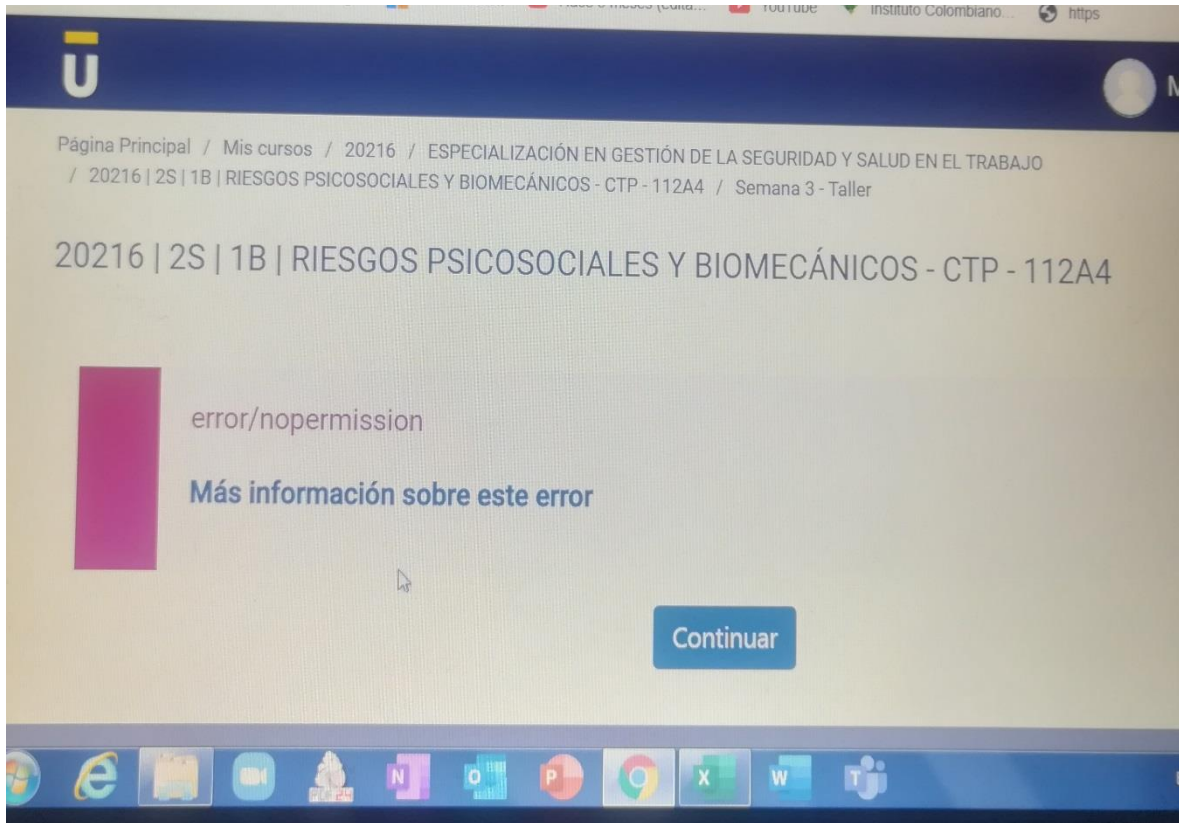 YouTube
Instituto Colombiano...
https
U
Página Principal / Mis cursos / 20216 / ESPECIALIZACIÓN EN GESTIÓN DE LA SEGURIDAD Y SALUD EN EL TRABAJO
/ 20216 | 2S | 1B | RIESGOS PSICOSOCIALES Y BIOMECÁNICOS - CTP - 112A4 / Semana 3 - Taller
20216 | 2S | 1B | RIESGOS PSICOSOCIALES Y BIOMECÁNICOS - CTP - 112A4
error/nopermission
Más información sobre este error
Continuar
N
P
X
W
T